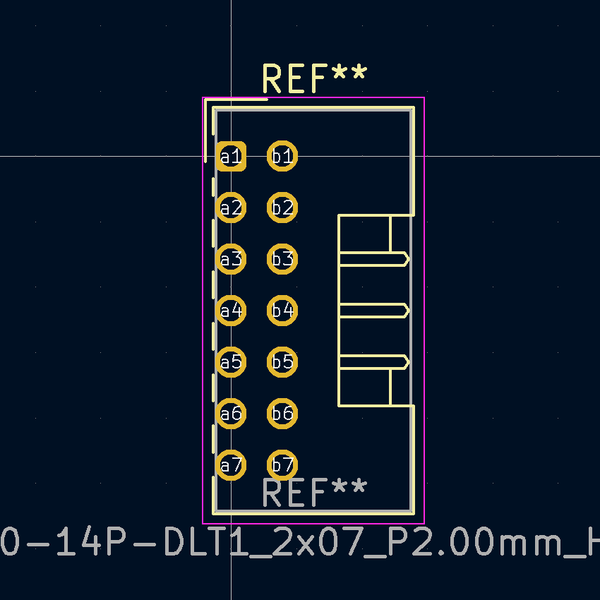 REF**
a1 b1
a2 b2
a3 b3
a4 b4
a5 b5
a6 b6
a7 b7
REF**
0-14P-DLT1_2x07_P2.00mm_H